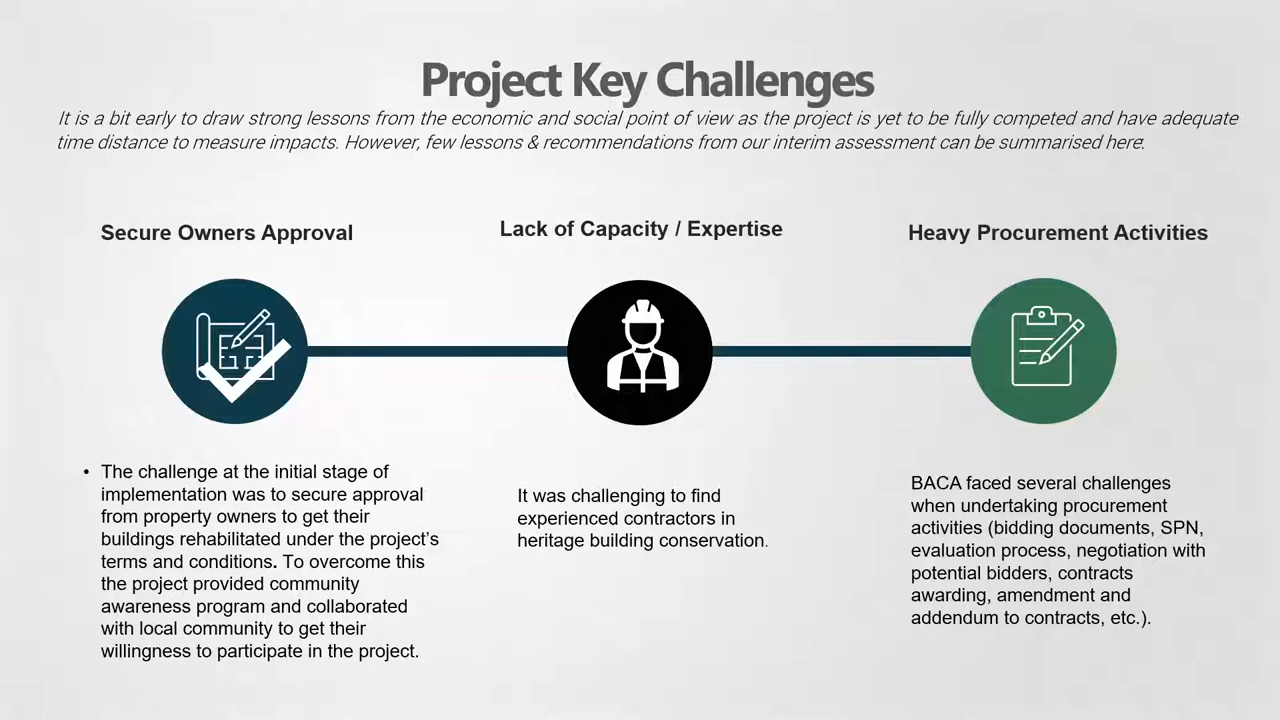 Project Key Challenges
It is a bit early to draw strong lessons from the economic and social point of view as the project is yet to be fully competed and have adequate
time distance to measure impacts. However, few lessons & recommendations from our interim assessment can be summarised here:
Secure Owners Approval
Lack of Capacity / Expertise
Heavy Procurement Activities
• The challenge at the initial stage of
implementation was to secure approval
from property owners to get their
buildings rehabilitated under the project's
terms and conditions. To overcome this
the project provided community
awareness program and collaborated
with local community to get their
willingness to participate in the project.
It was challenging to find
experienced contractors in
heritage building conservation.
BACA faced several challenges
when undertaking procurement
activities (bidding documents, SPN,
evaluation process, negotiation with
potential bidders, contracts
awarding, amendment and
addendum to contracts, etc.).